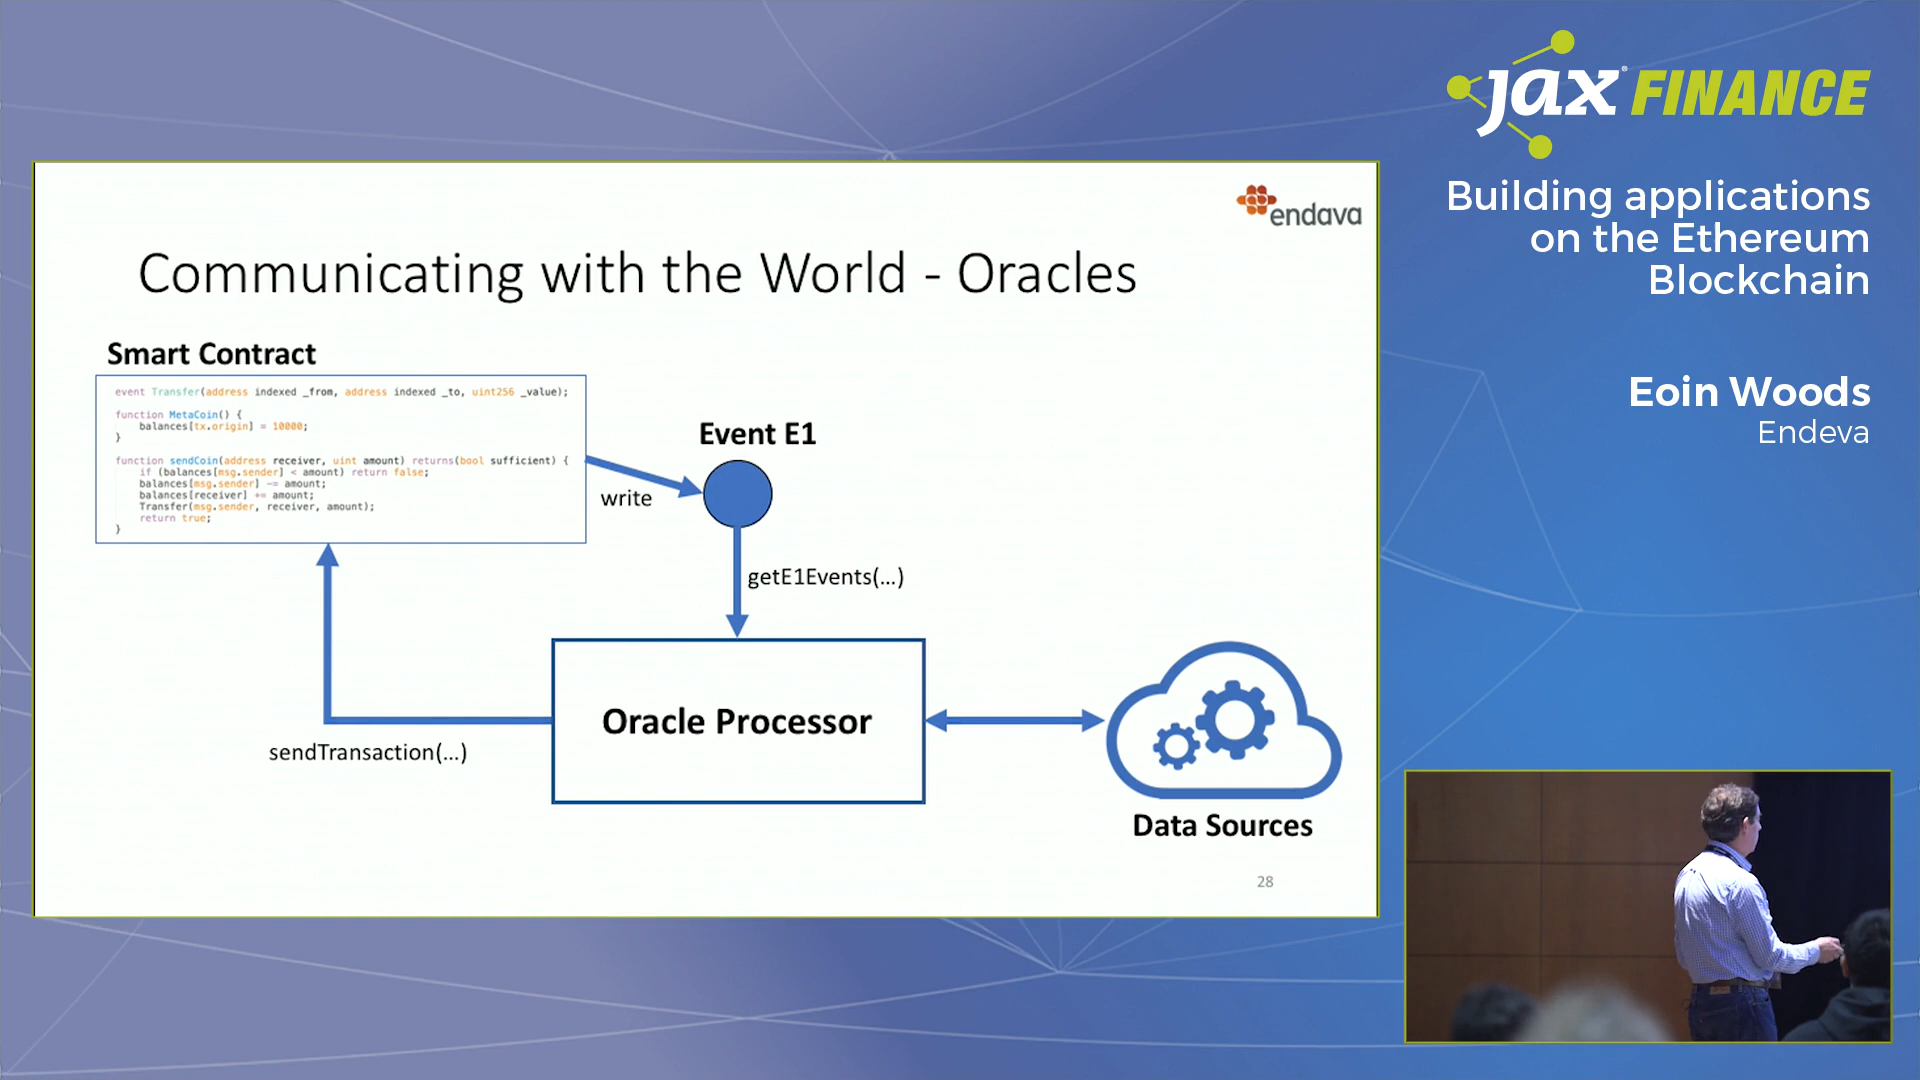 jax FINANCE
Building applications
on the Ethereum
Blockchain
Eoin Woods
Endeva
endava
Communicating with the World - Oracles
Smart Contract
event Transfer(address indexed _from, address indexed _to, uint256 _value);
function MetaCoin() {
balances[tx.origin] = 10000;
}
function sendCoin(address receiver, uint amount) returns(bool sufficient) {
if (balances[msg.sender] < amount) return false;
balances[msg.sender] -= amount;
balances[receiver] += amount;
Transfer(msg.sender, receiver, amount);
return true;
}
Event E1
write
getE1Events(...)
Oracle Processor
sendTransaction(...)
Data Sources
28